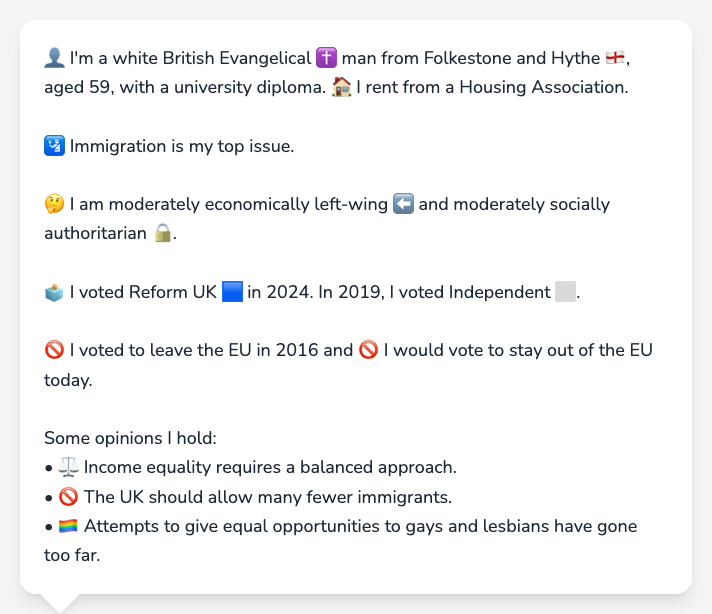 👤 I'm a white British Evangelical ✝️ man from Folkestone and Hythe 🏴󠁧󠁢󠁥󠁮󠁧󠁿,
aged 59, with a university diploma. 🏠 I rent from a Housing Association.
🛂 Immigration is my top issue.
🤔 I am moderately economically left-wing ⬅️ and moderately socially
authoritarian 🔒.
🗳️ I voted Reform UK 🟦 in 2024. In 2019, I voted Independent ⬜.
🚫 I voted to leave the EU in 2016 and 🚫 I would vote to stay out of the EU
today.
Some opinions I hold:
• ⚖️ Income equality requires a balanced approach.
• 🚫 The UK should allow many fewer immigrants.
• 🏳️‍🌈 Attempts to give equal opportunities to gays and lesbians have gone
too far.